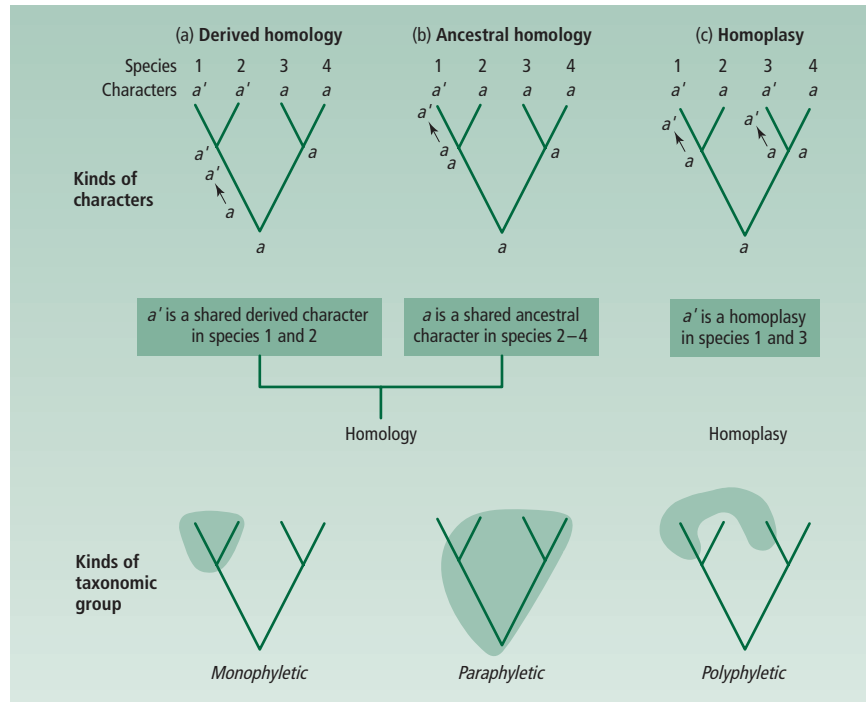 (a) Derived homology (b) Ancestral homology (c) Homoplasy
Species 1 2 3 4 1 2 3 4 1 2 3 4
Characters a' a' a a a' a a a a' a a' a
a' a
a'
a
a
a'
a
a
a
a
a' a'
a a
a
Kinds of
characters
a' is a shared derived character
in species 1 and 2
a is a shared ancestral
character in species 2–4
a' is a homoplasy
in species 1 and 3
Homology
Homoplasy
Kinds of
taxonomic
group
Monophyletic
Paraphyletic
Polyphyletic